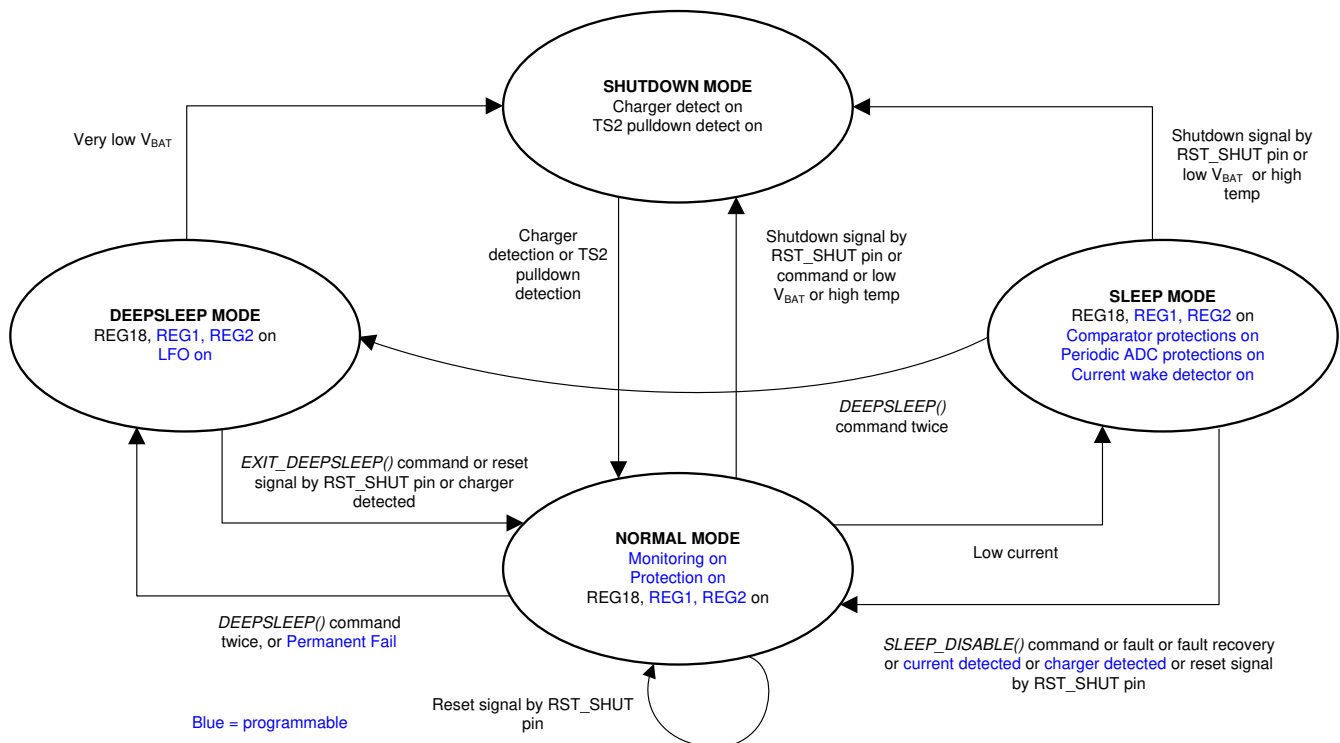 SHUTDOWN MODE
Charger detect on
TS2 pulldown detect on
Very low VBAT
Shutdown signal by
RST_SHUT pin or
low VBAT or high
temp
Charger
detection or TS2
pulldown
detection
Shutdown signal by
RST_SHUT pin or
command or low
VBAT or high temp
DEEPSLEEP MODE
REG18, REG1, REG2 on
LFO on
SLEEP MODE
REG18, REG1, REG2 on
Comparator protections on
Periodic ADC protections on
Current wake detector on
DEEPSLEEP()
command twice
EXIT_DEEPSLEEP() command or reset
signal by RST_SHUT pin or charger
detected
NORMAL MODE
Monitoring on
Protection on
REG18, REG1, REG2 on
Low current
DEEPSLEEP() command
twice, or Permanent Fail
SLEEP_DISABLE() command or fault or fault recovery
or current detected or charger detected or reset signal
by RST_SHUT pin
Reset signal by RST_SHUT
pin
Blue = programmable